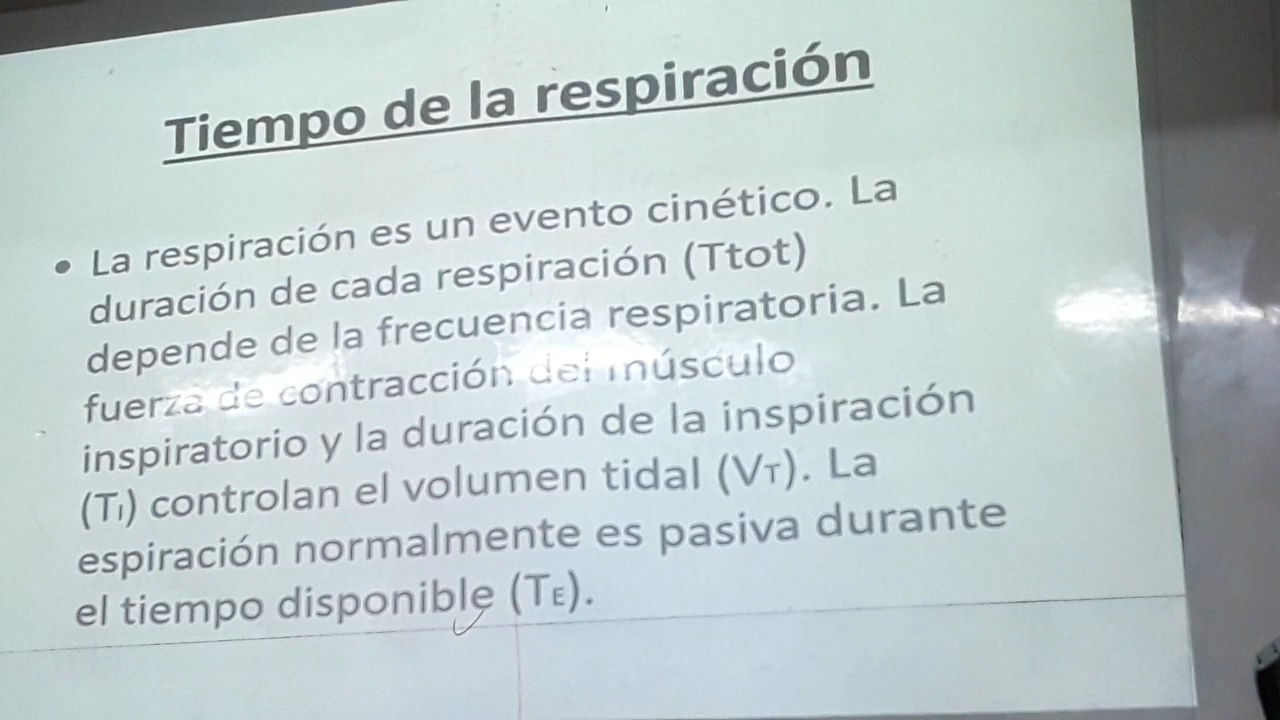 Tiempo de la respiración
• La respiración es un evento cinético. La
duración de cada respiración (Ttot)
depende de la frecuencia respiratoria. La
fuerza de contracción del músculo
inspiratorio y la duración de la inspiración
(TI) controlan el volumen tidal (VT). La
espiración normalmente es pasiva durante
el tiempo disponible (TE).